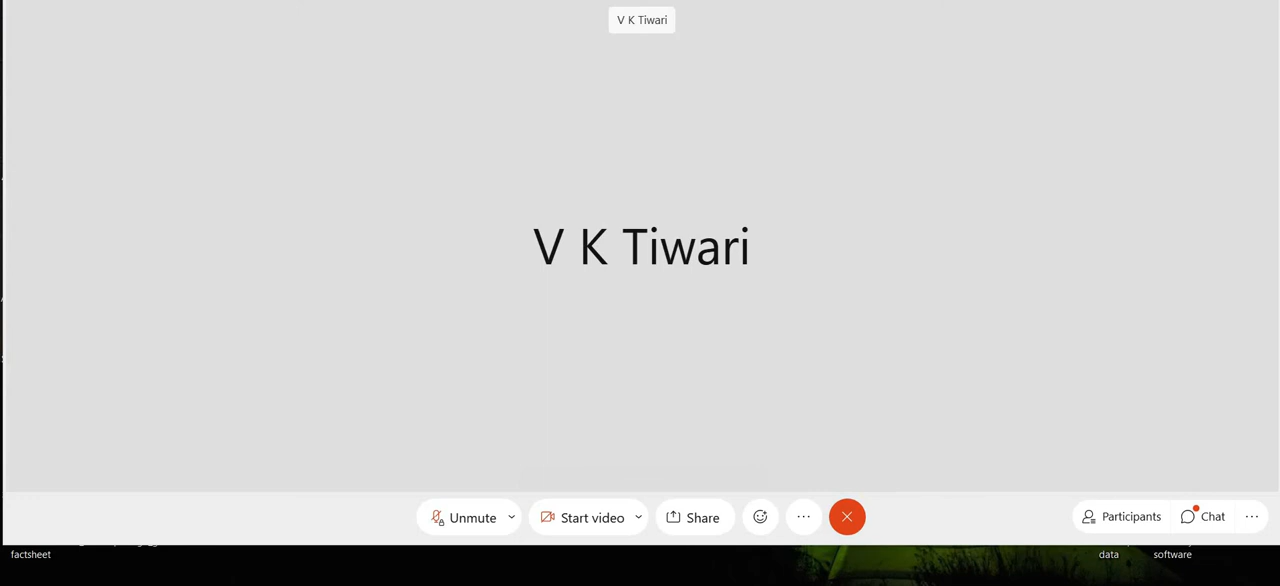 V K Tiwari
V K Tiwari
Unmute
Start video
Share
Participants
Chat
factsheet
data
software